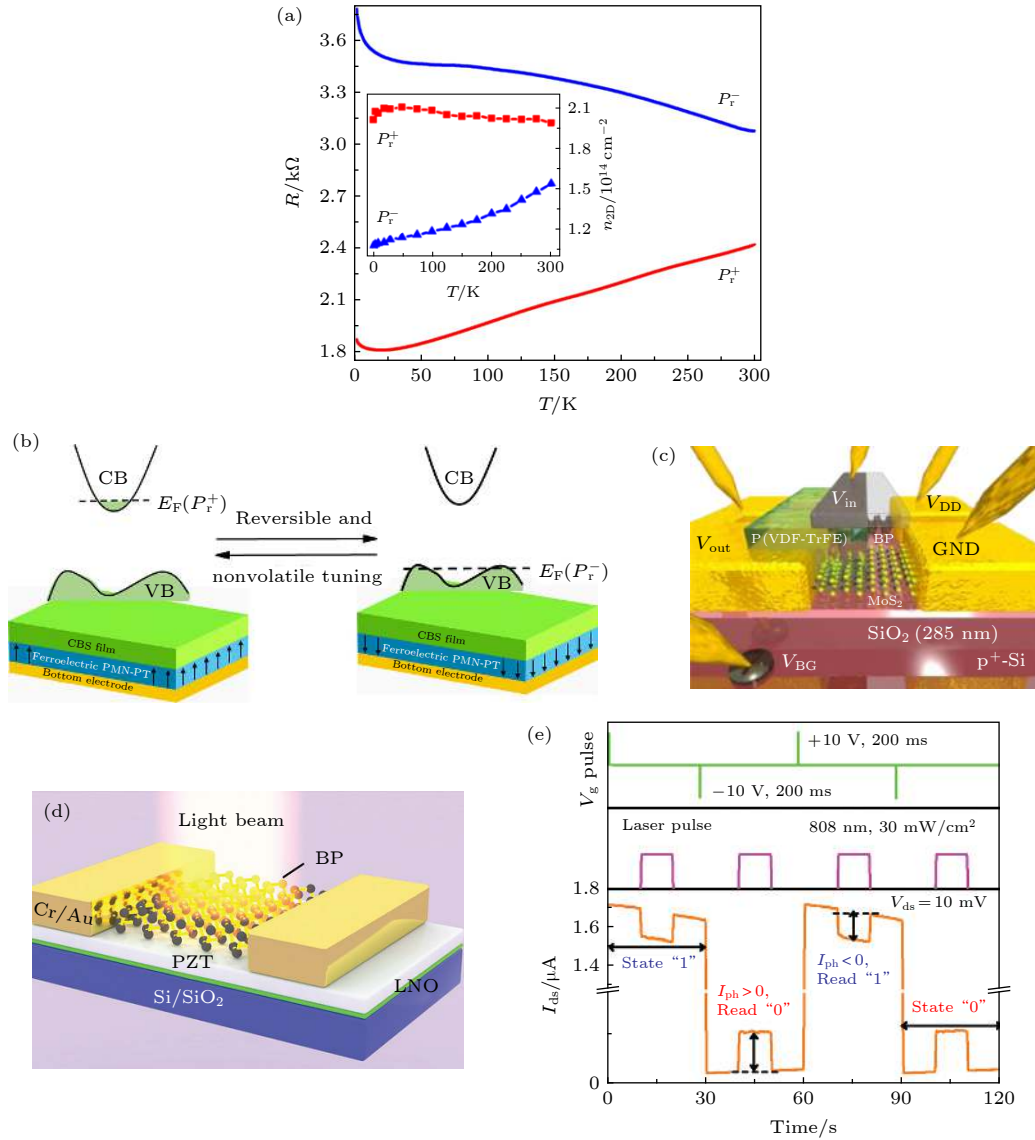 (a)
3.6
3.3
3.0
2.7
2.4
2.1
1.8
R/kΩ
0
50
100
150
200
250
300
T/K
P_r^-
P_r^+
P_r^+
P_r^-
2.1
1.8
1.5
1.2
n_2D/10^14 cm^-2
0
100
200
300
T/K
(b)
CB
E_F(P_r^+)
VB
CBS film
Ferroelectric PMN-PT
Bottom electrode
Reversible and
nonvolatile tuning
CB
E_F(P_r^-)
VB
CBS film
Ferroelectric PMN-PT
Bottom electrode
(c)
V_in
V_DD
P(VDF-TrFE)
BP
V_out
GND
MoS_2
SiO_2 (285 nm)
V_BG
p^+-Si
(d)
Light beam
BP
Cr/Au
PZT
LNO
Si/SiO_2
(e)
V_g pulse
+10 V, 200 ms
−10 V, 200 ms
Laser pulse
808 nm, 30 mW/cm^2
1.8
1.6
1.4
0
I_ds/μA
V_ds = 10 mV
State “1”
I_ph>0,
Read “0”
I_ph<0,
Read “1”
State “0”
0
30
60
90
120
Time/s